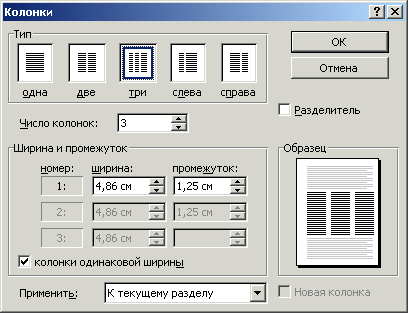 Колонки
Тип
одна две три слева справа
OK
Отмена
Число колонок: 3
Разделитель
Ширина и промежуток
номер: ширина: промежуток:
1: 4,86 см 1,25 см
2: 4,86 см 1,25 см
3: 4,86 см
колонки одинаковой ширины
Образец
Применить: К текущему разделу
Новая колонка